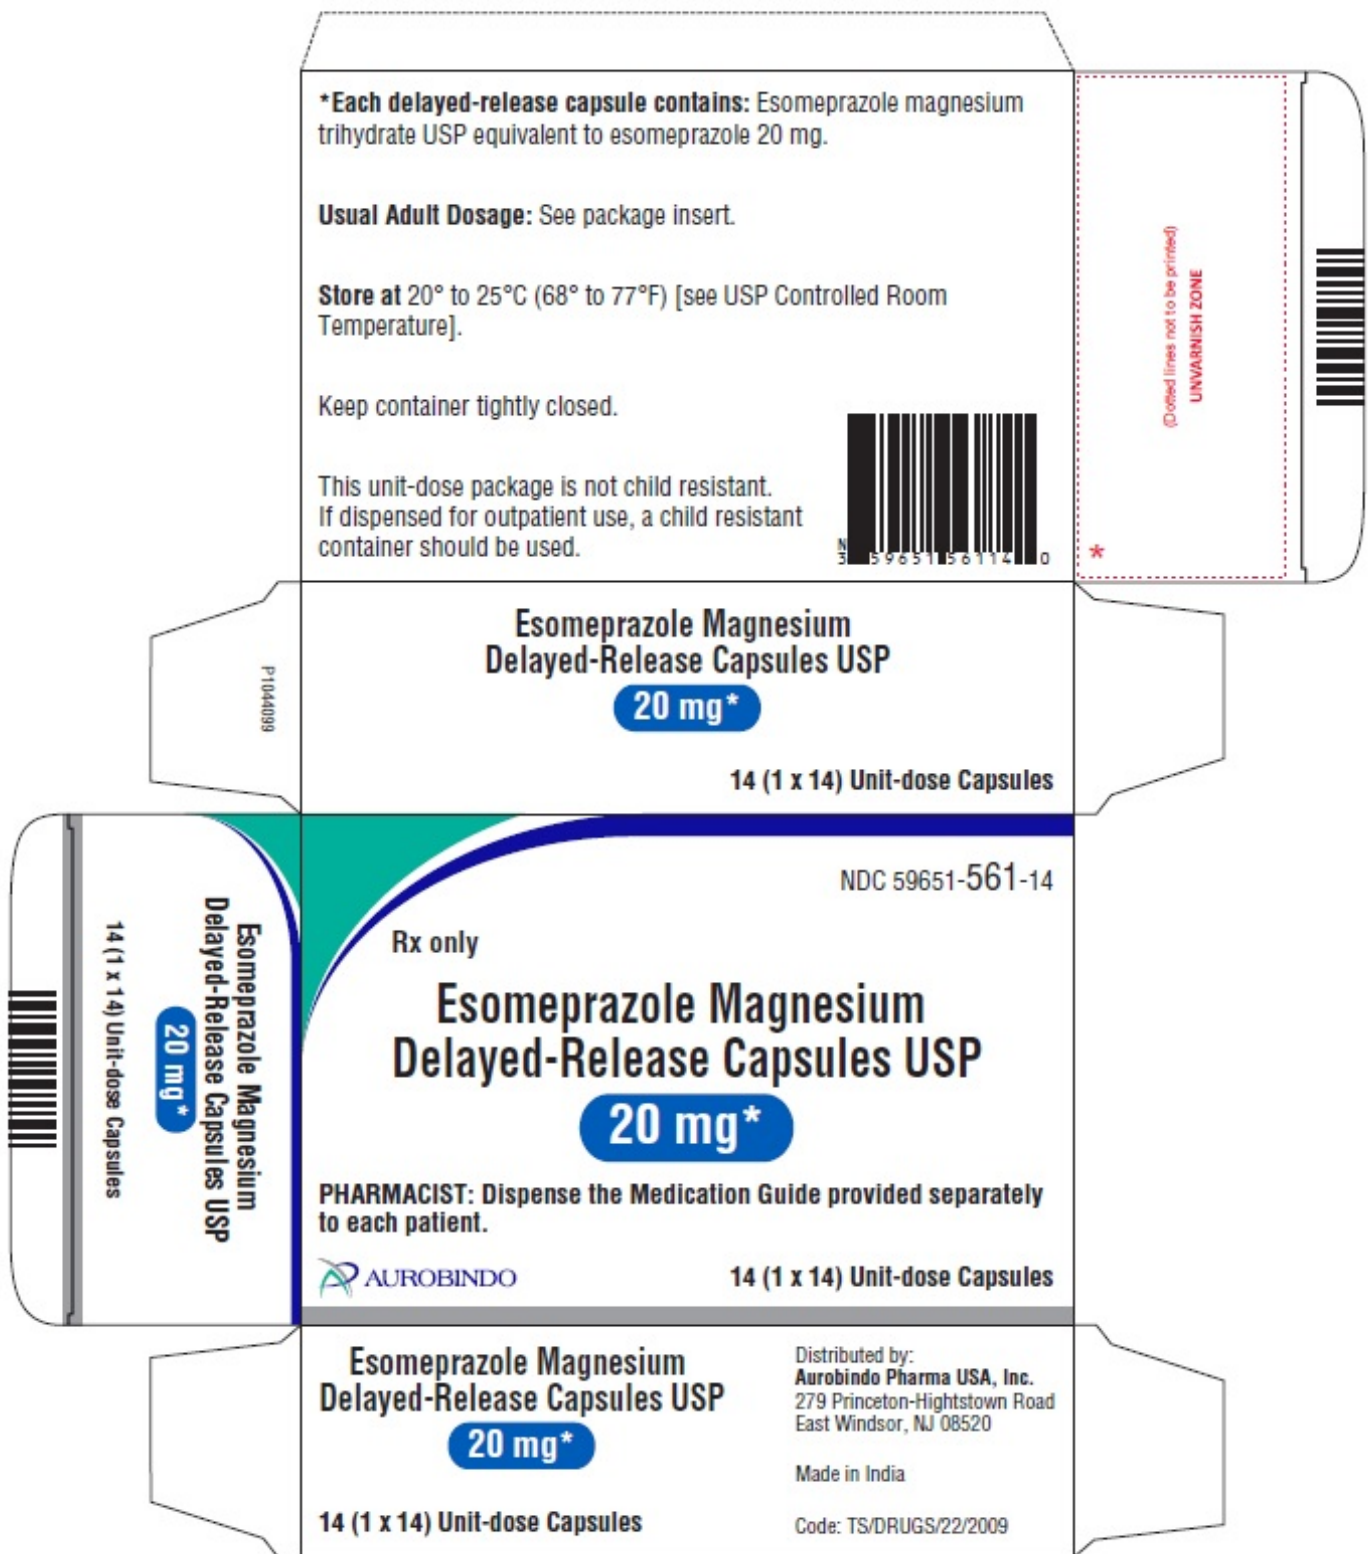 *Each delayed-release capsule contains: Esomeprazole magnesium
trihydrate USP equivalent to esomeprazole 20 mg.
Usual Adult Dosage: See package insert.
Store at 20° to 25°C (68° to 77°F) [see USP Controlled Room
Temperature].
Keep container tightly closed.
This unit-dose package is not child resistant.
If dispensed for outpatient use, a child resistant
container should be used.
N
3 59651 56114 0
(Dotted lines not to be printed)
UNVARNISH ZONE
*
Esomeprazole Magnesium
Delayed-Release Capsules USP
20 mg*
14 (1 x 14) Unit-dose Capsules
P1044099
Esomeprazole Magnesium
Delayed-Release Capsules USP
20 mg*
14 (1 x 14) Unit-dose Capsules
NDC 59651-561-14
Rx only
Esomeprazole Magnesium
Delayed-Release Capsules USP
20 mg*
PHARMACIST: Dispense the Medication Guide provided separately
to each patient.
AUROBINDO
14 (1 x 14) Unit-dose Capsules
Esomeprazole Magnesium
Delayed-Release Capsules USP
20 mg*
14 (1 x 14) Unit-dose Capsules
Distributed by:
Aurobindo Pharma USA, Inc.
279 Princeton-Hightstown Road
East Windsor, NJ 08520
Made in India
Code: TS/DRUGS/22/2009